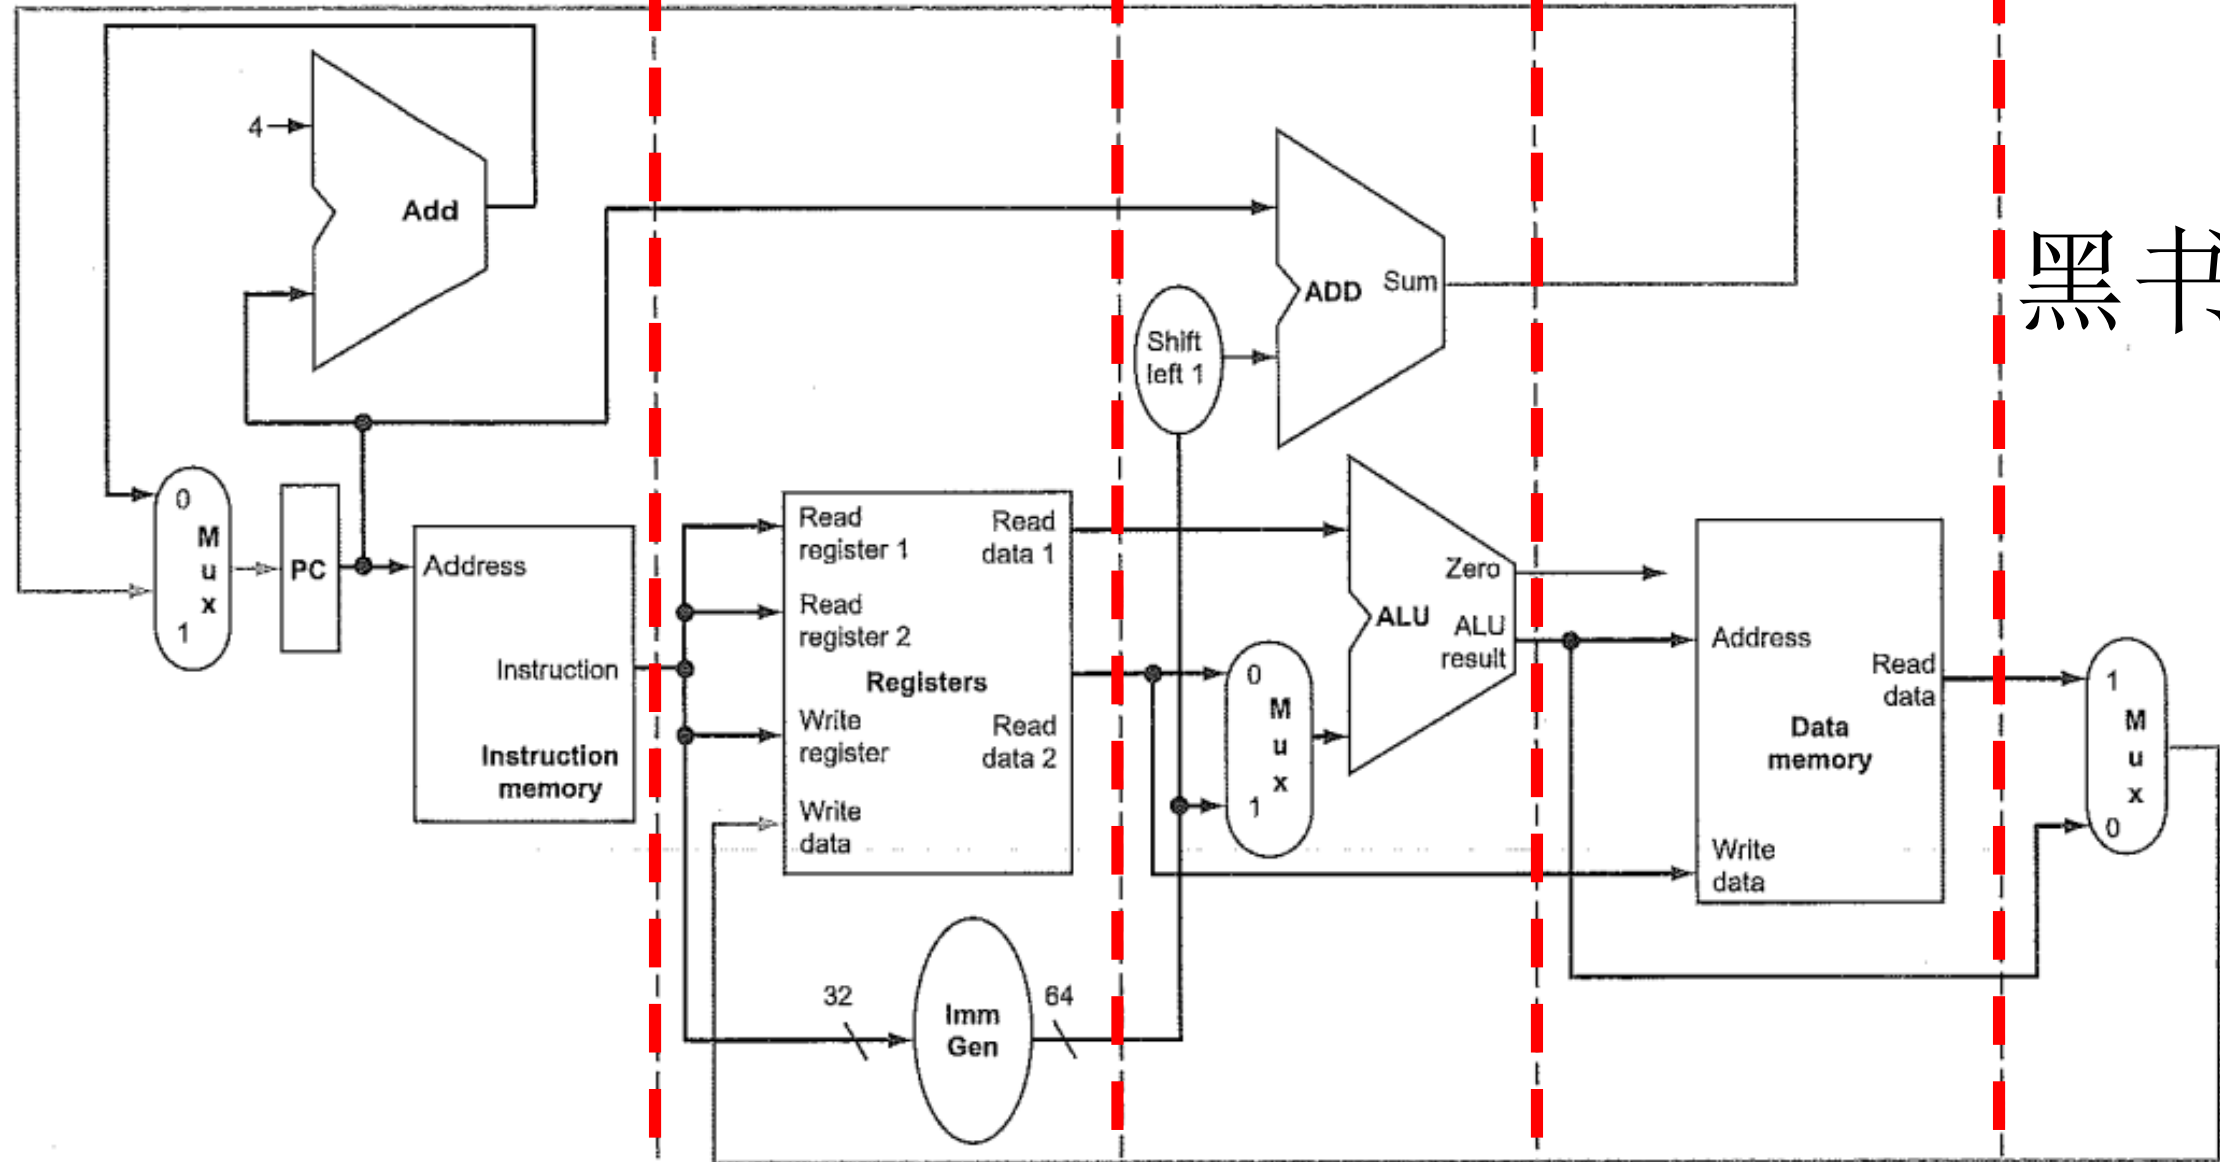 4
Add
ADD
Sum
黑书
Shift
left 1
0
M
u
x
1
PC
Address
Instruction
Instruction
memory
Read
register 1
Read
data 1
Read
register 2
Registers
Write
register
Read
data 2
Write
data
32
Imm
Gen
64
0
M
u
x
1
Zero
ALU
ALU
result
Address
Read
data
Data
memory
Write
data
1
M
u
x
0